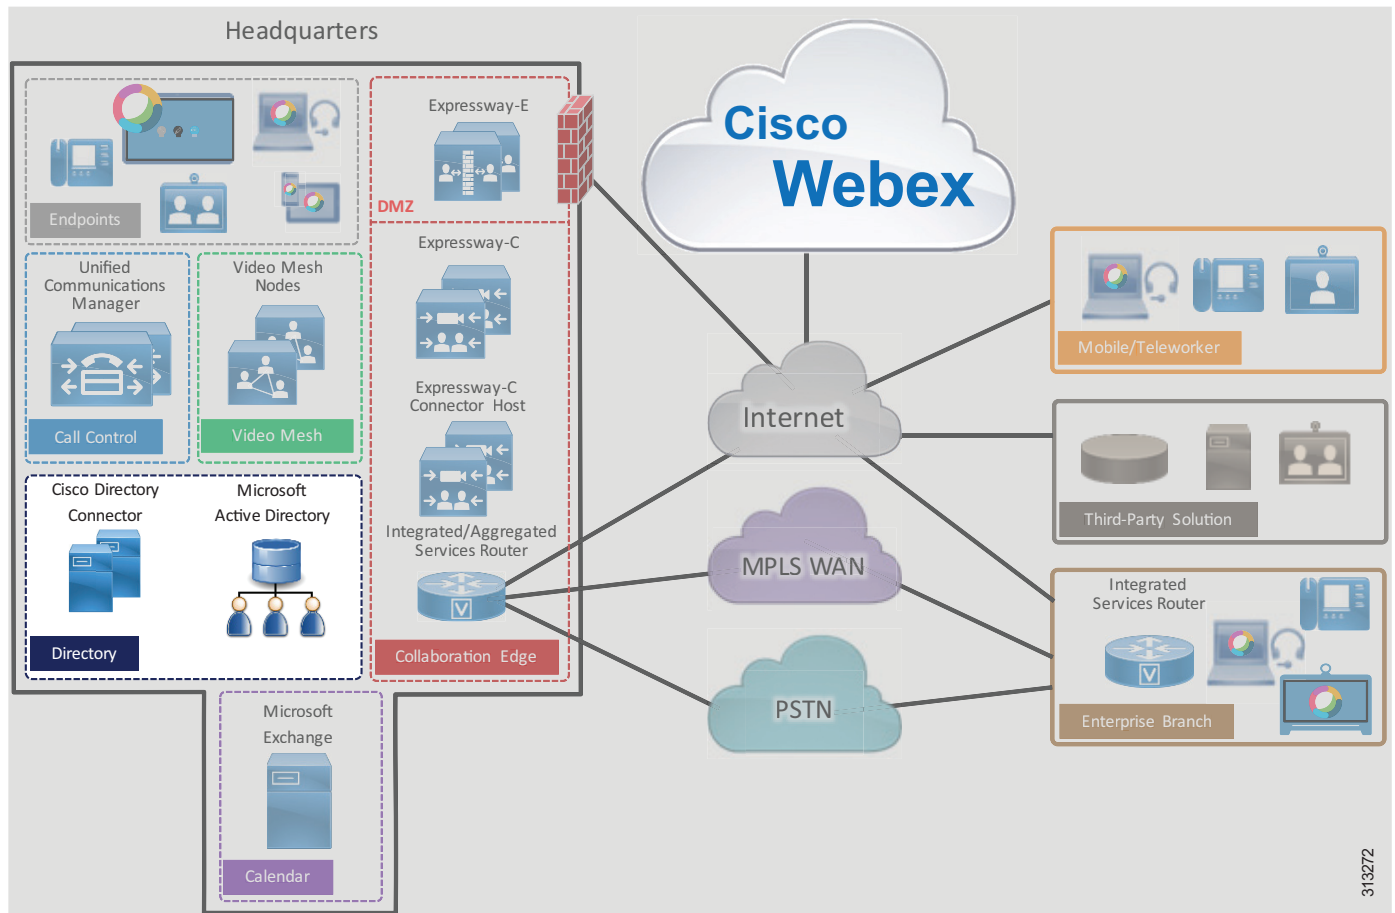 Headquarters
Endpoints
Expressway-E
DMZ
Unified
Communications
Manager
Call Control
Video Mesh
Nodes
Video Mesh
Expressway-C
Expressway-C
Connector Host
Integrated/Aggregated
Services Router
V
Collaboration Edge
Cisco Directory
Connector
Microsoft
Active Directory
Directory
Microsoft
Exchange
Calendar
Cisco
Webex
Internet
MPLS WAN
PSTN
Mobile/Teleworker
Third-Party Solution
Integrated
Services Router
V
Enterprise Branch
313272